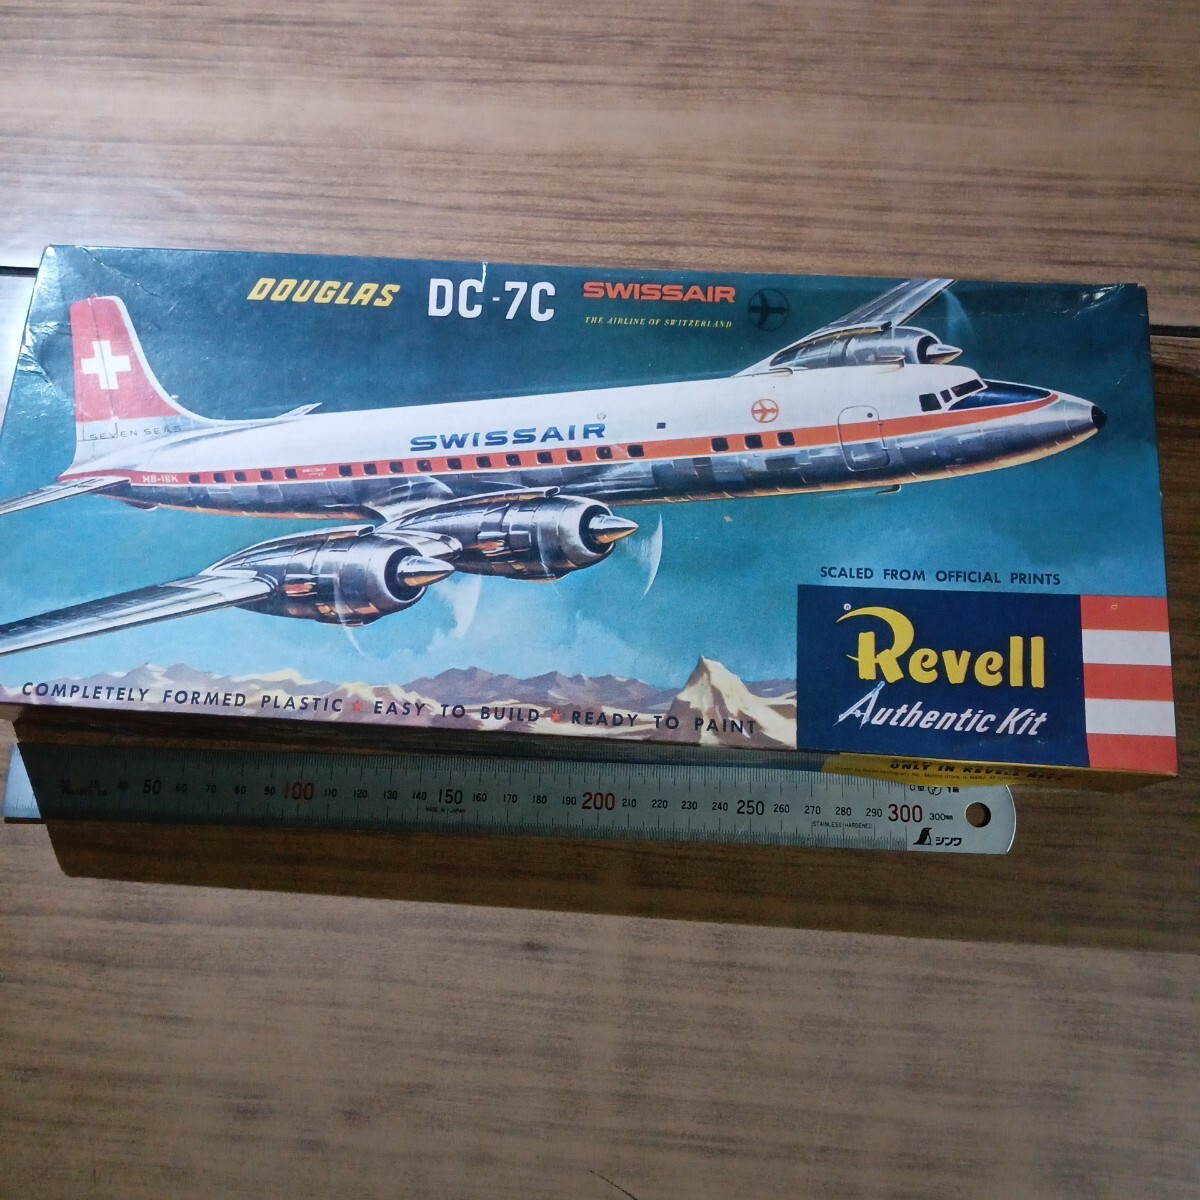 DOUGLAS DC-7C SWISSAIR
THE AIRLINE OF SWITZERLAND
SEVEN SEAS
SWISSAIR
SCALED FROM OFFICIAL PRINTS
®
Revell
Authentic Kit
COMPLETELY FORMED PLASTIC ★ EASY TO BUILD ★ READY TO PAINT
ONLY IN REVELL KITS
50 60 70 80 90 100 110 120 130 140 150 160 170 180 190 200 210 220 230 240 250 260 270 280 290 300 300mm
MADE IN JAPAN
STAINLESS HARDENED
シンワ